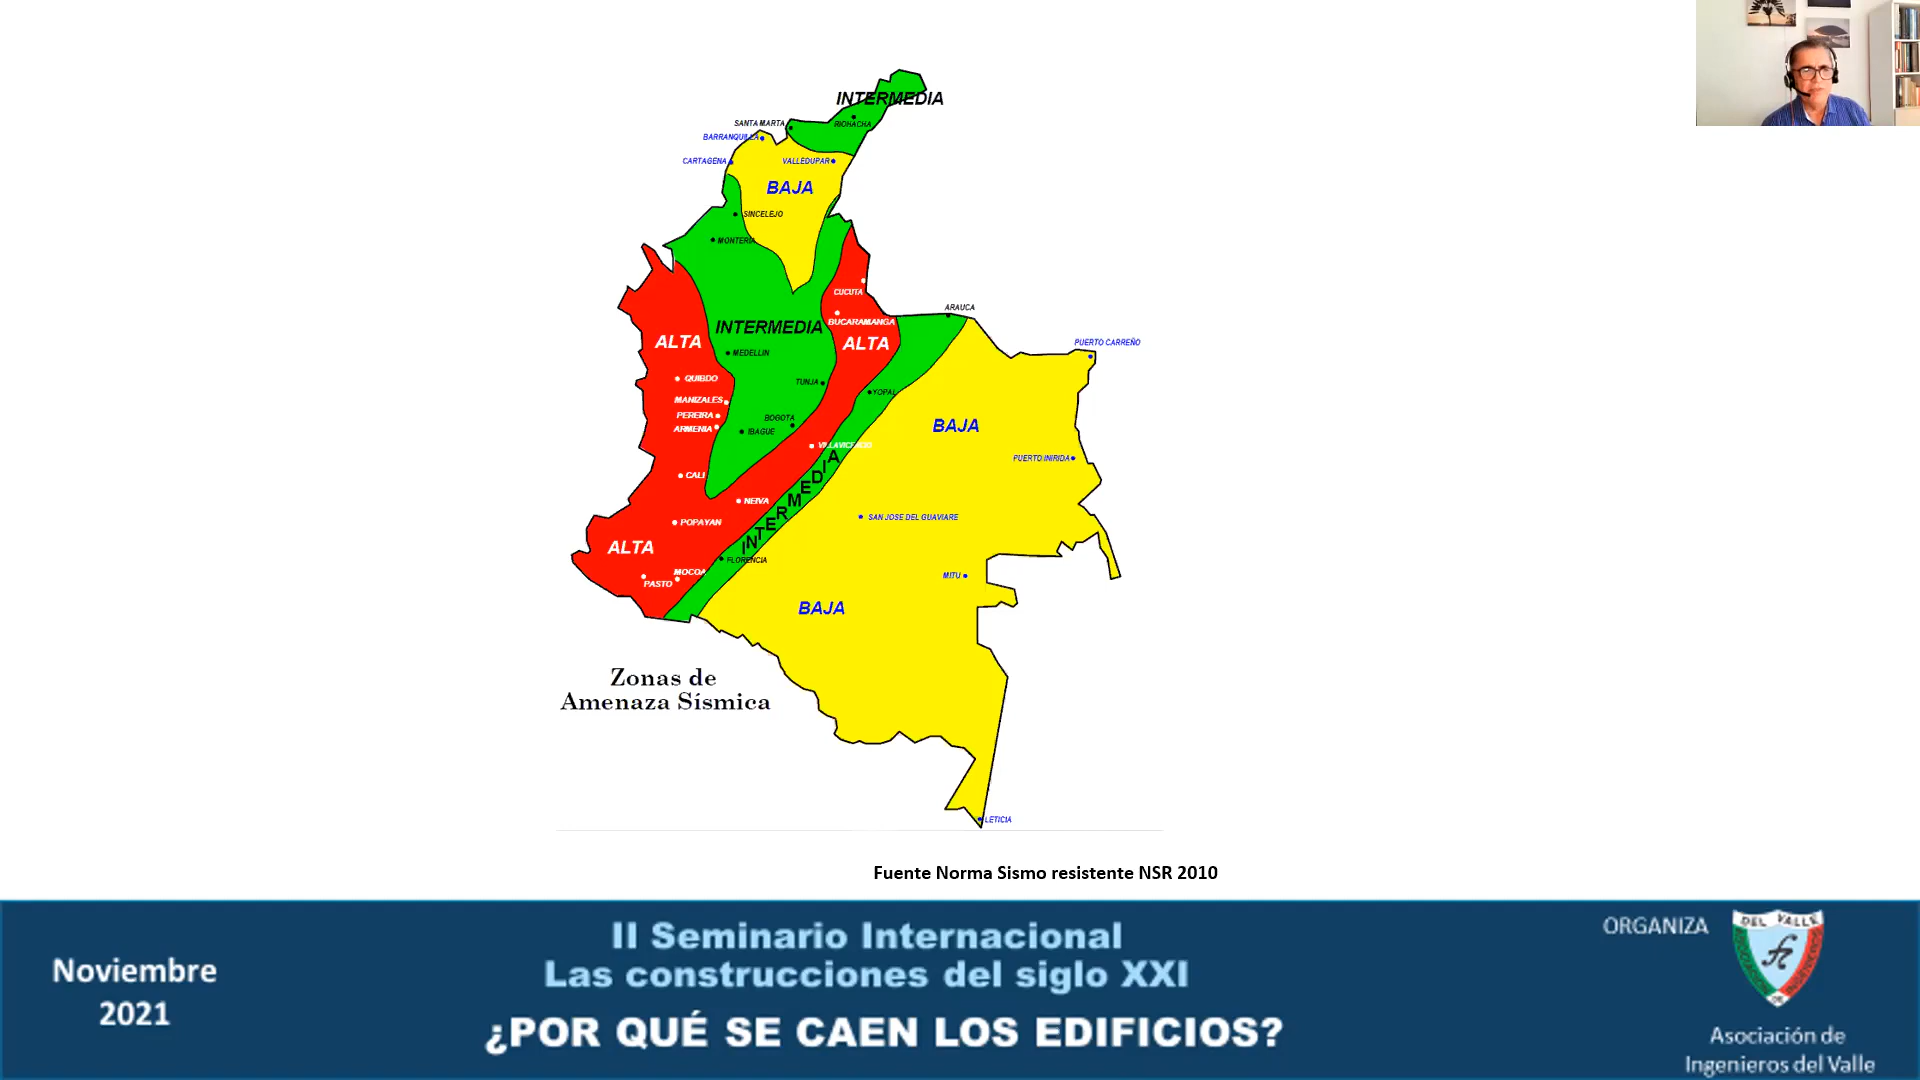 INTERMEDIA
SANTA MARTA
RIOHACHA
BARRANQUILLA
CARTAGENA
VALLEDUPAR
BAJA
SINCELEJO
MONTERIA
CUCUTA
ARAUCA
BUCARAMANGA
INTERMEDIA
ALTA
ALTA
PUERTO CARREÑO
MEDELLIN
QUIBDO
TUNJA
YOPAL
MANIZALES
PEREIRA
BOGOTA
ARMENIA
IBAGUE
BAJA
VILLAVICENCIO
PUERTO INIRIDA
CALI
INTERMEDIA
NEIVA
POPAYAN
SAN JOSE DEL GUAVIARE
ALTA
FLORENCIA
MOCOA
PASTO
MITU
BAJA
Zonas de
Amenaza Sísmica
LETICIA
Fuente Norma Sismo resistente NSR 2010
Noviembre
2021
II Seminario Internacional
Las construcciones del siglo XXI
¿POR QUÉ SE CAEN LOS EDIFICIOS?
ORGANIZA
DEL VALLE
Asociación de
Ingenieros del Valle